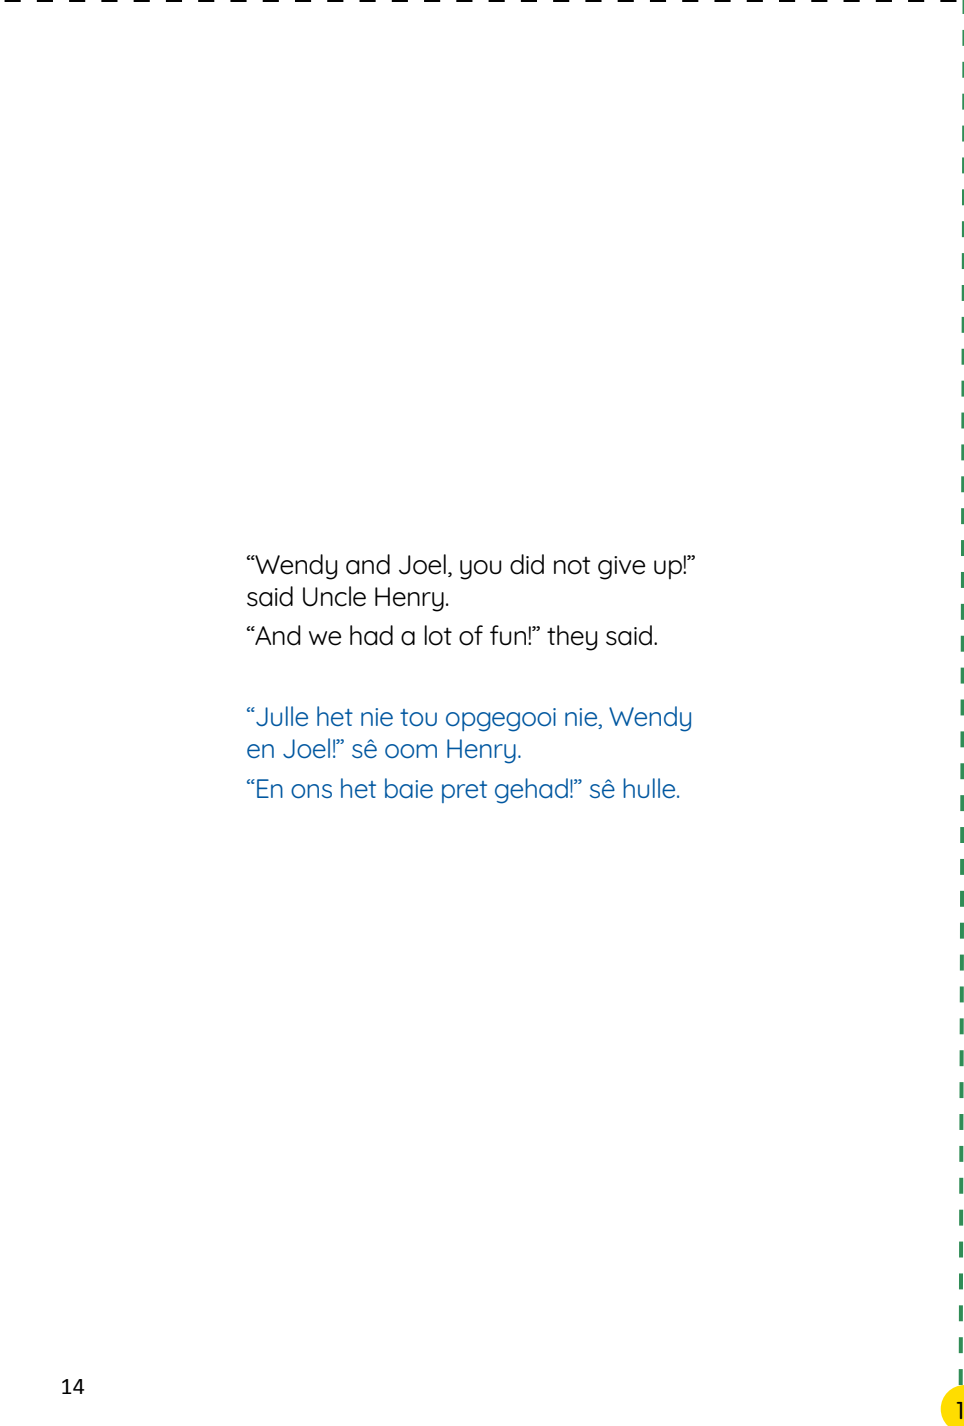 “Wendy and Joel, you did not give up!”
said Uncle Henry.
“And we had a lot of fun!” they said.
“Julle het nie tou opgegooi nie, Wendy
en Joel!” sê oom Henry.
“En ons het baie pret gehad!” sê hulle.
14
1